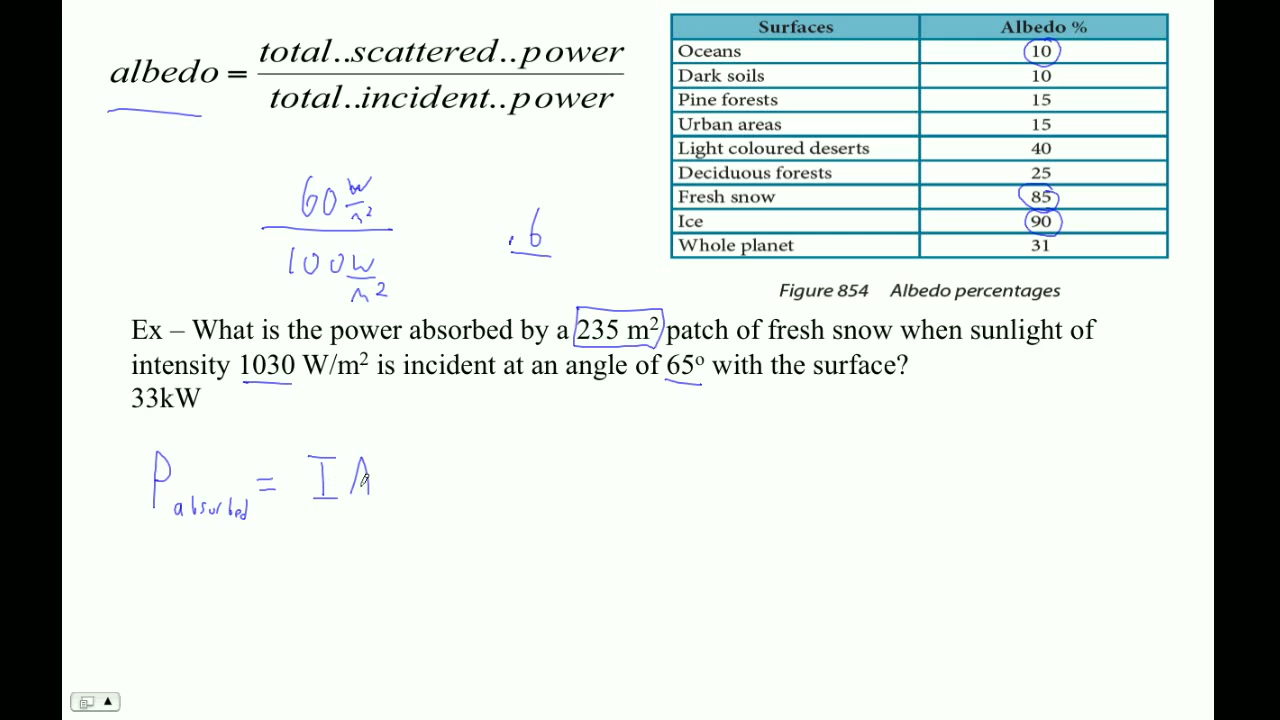 albedo = total..scattered..power
total..incident..power
Surfaces Albedo %
Oceans 10
Dark soils 10
Pine forests 15
Urban areas 15
Light coloured deserts 40
Deciduous forests 25
Fresh snow 85
Ice 90
Whole planet 31
Figure 854 Albedo percentages
60 W/m²
100 W/m²
.6
Ex – What is the power absorbed by a 235 m² patch of fresh snow when sunlight of
intensity 1030 W/m² is incident at an angle of 65º with the surface?
33kW
P absorbed = I A